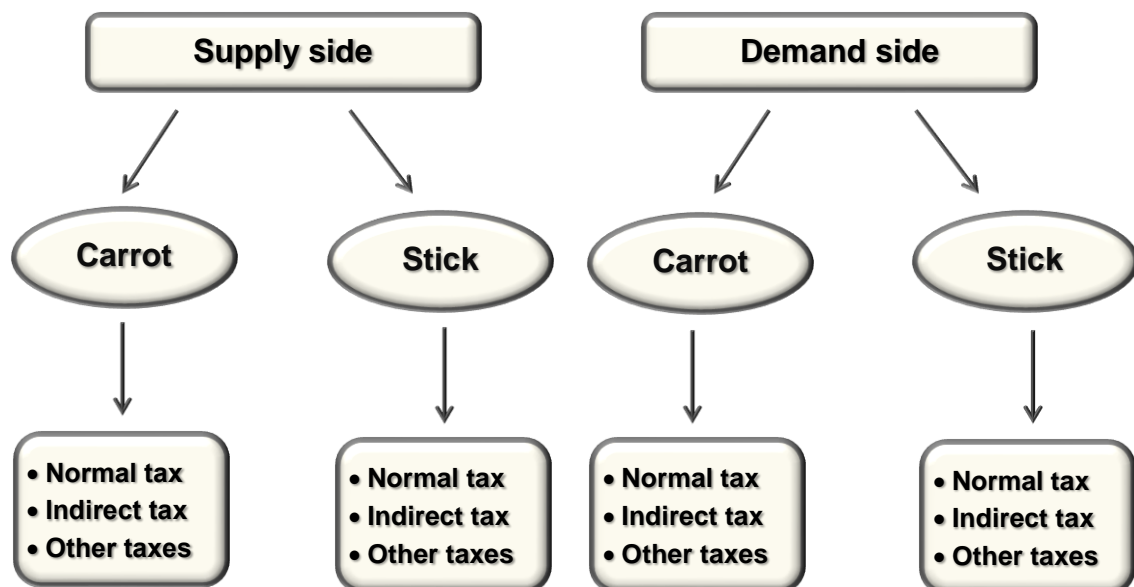 Supply side
Demand side
Carrot
Stick
Carrot
Stick
• Normal tax
• Indirect tax
• Other taxes
• Normal tax
• Indirect tax
• Other taxes
• Normal tax
• Indirect tax
• Other taxes
• Normal tax
• Indirect tax
• Other taxes